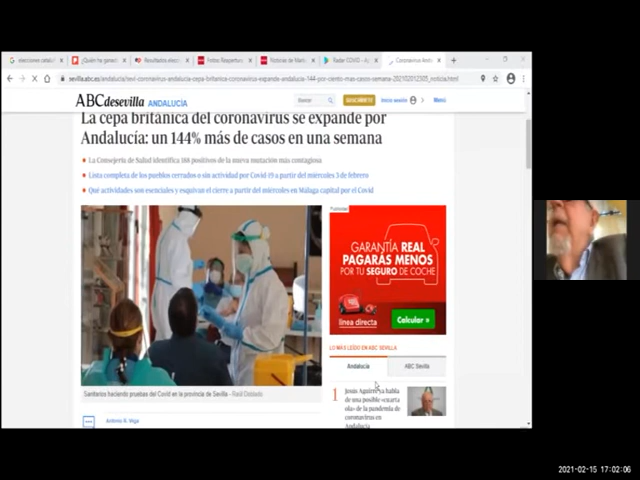 elecciones catalu
¿Quién ha ganado
Resultados elecc
Noticias de Mani
Radar COVID - A
Coronavirus Anda
sevilla.abc.es/andalucia/sevi-coronavirus-andalucia-cepa-britanica-coronavirus-expande-andalucia-144-por-ciento-mas-casos-semana-202102012305_noticia.html
ABCdesevilla ANDALUCÍA
Buscar
SUSCRÍBETE
Inicio sesión
Menú
La cepa británica del coronavirus se expande por
Andalucía: un 144% más de casos en una semana
La Consejería de Salud identifica 188 positivos de la nueva mutación más contagiosa
Lista completa de los pueblos cerrados o sin actividad por Covid-19 a partir del miércoles 3 de febrero
Qué actividades son esenciales y esquivan el cierre a partir del miércoles en Málaga capital por el Covid
Publicidad
GARANTÍA REAL
PAGARÁS MENOS
POR TU SEGURO DE COCHE
línea directa
Calcular »
LO MÁS LEÍDO EN ABC SEVILLA
Andalucía
ABC Sevilla
1
Jesús Aguirre ya habla
de una posible «cuarta
ola» de la pandemia de
coronavirus en
Andalucía
Sanitarios haciendo pruebas del Covid en la provincia de Sevilla - Raúl Doblado
Antonio R. Vega
2021-02-15 17:02:06